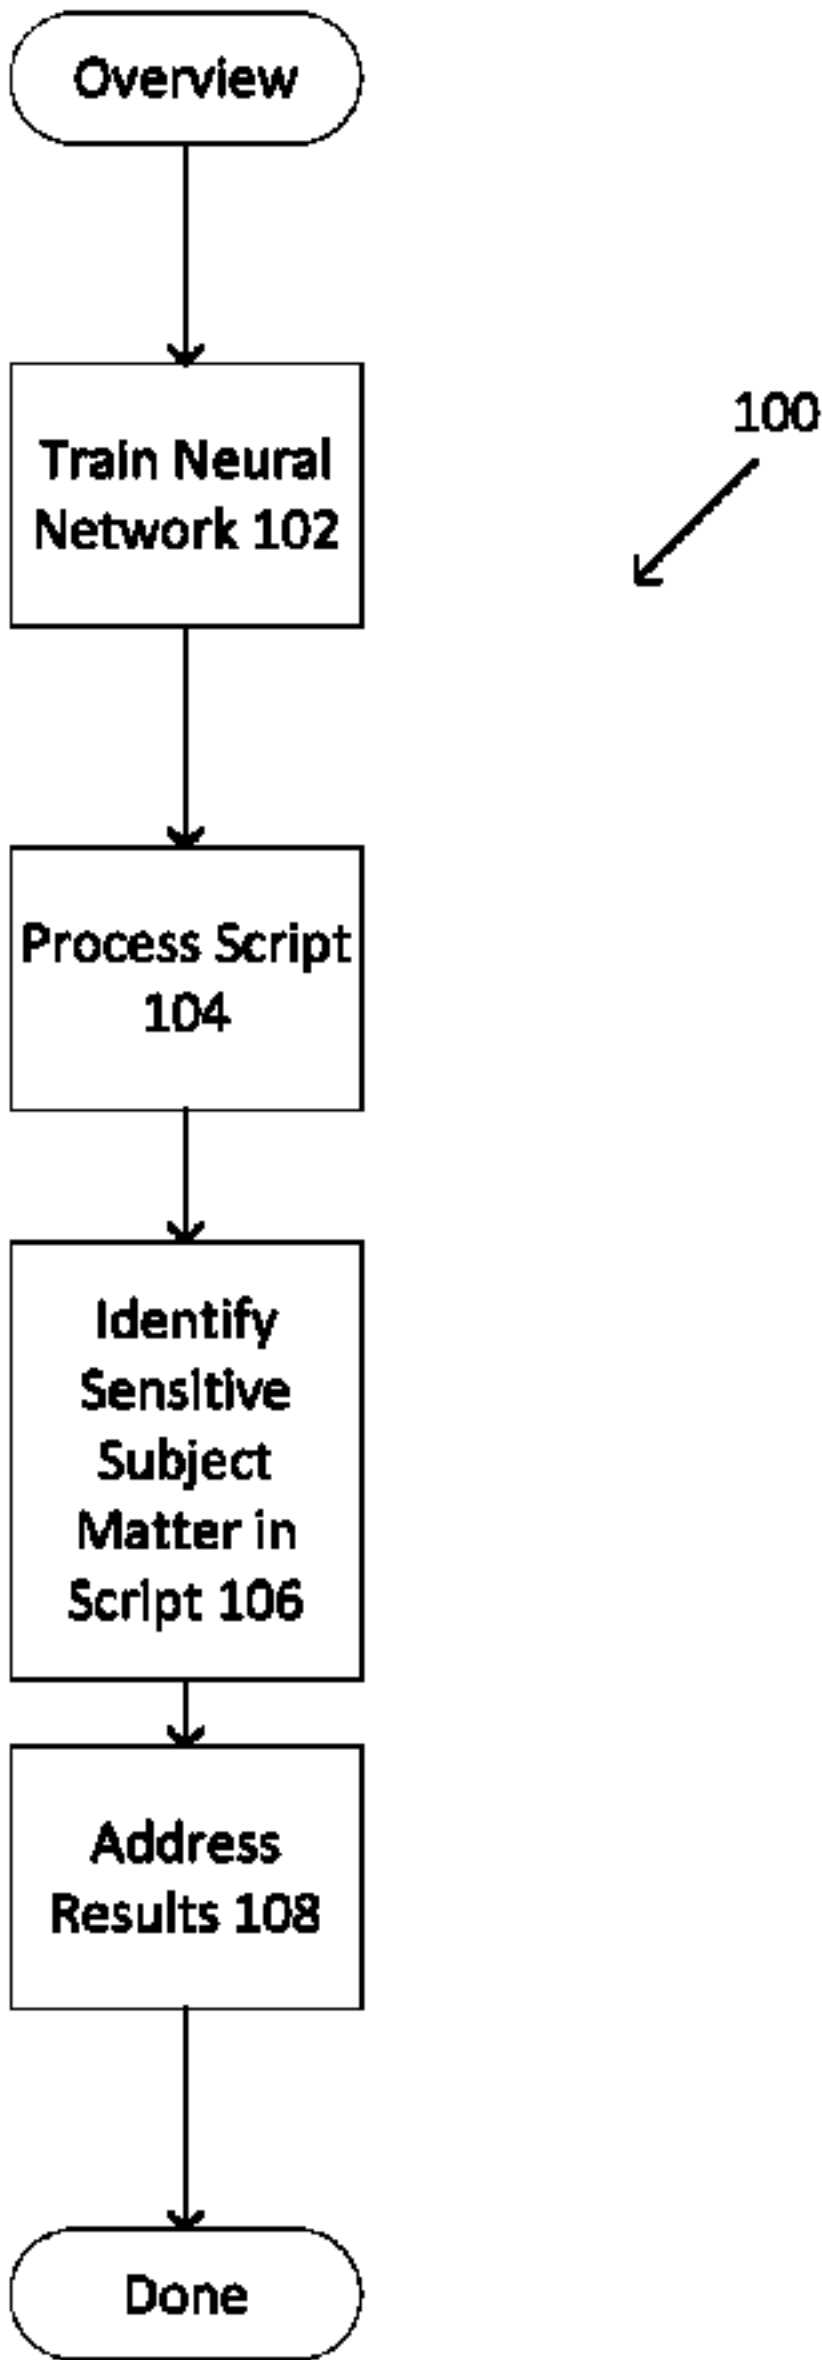 Overview
Train Neural
Network 102
100
Process Script
104
Identify
Sensitive
Subject
Matter in
Script 106
Address
Results 108
Done